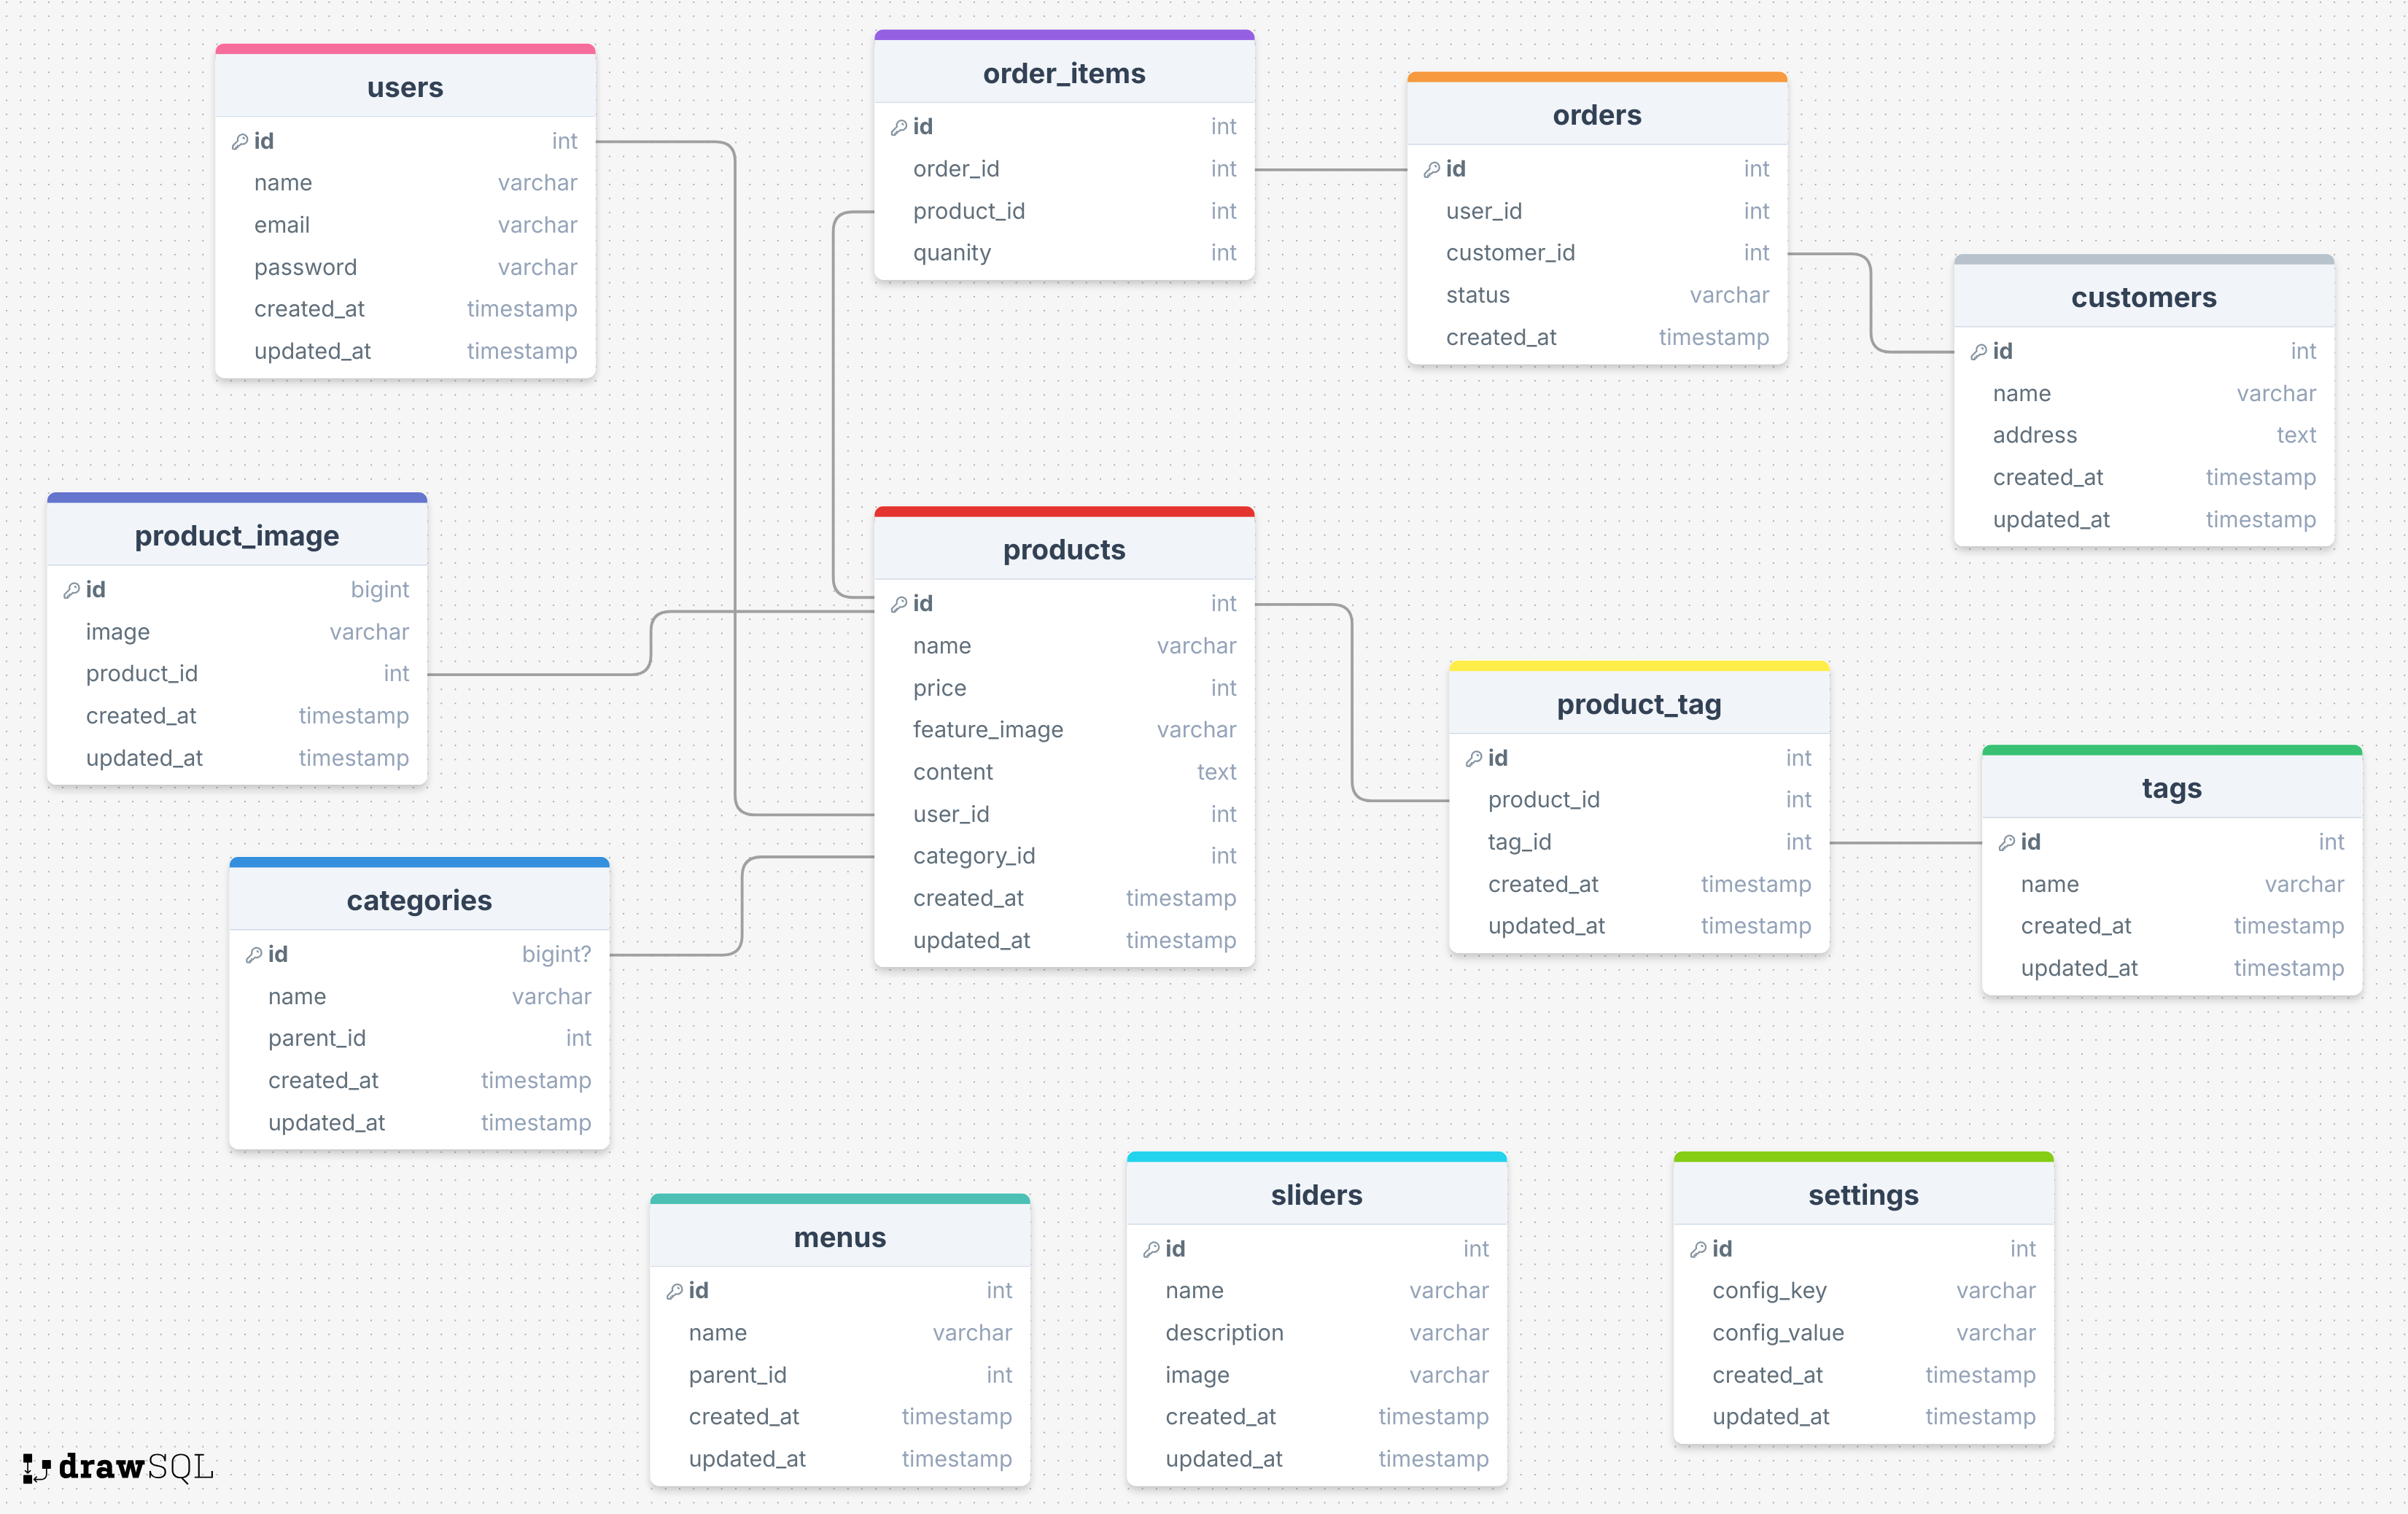 users
id int
name varchar
email varchar
password varchar
created_at timestamp
updated_at timestamp
order_items
id int
order_id int
product_id int
quanity int
orders
id int
user_id int
customer_id int
status varchar
created_at timestamp
customers
id int
name varchar
address text
created_at timestamp
updated_at timestamp
product_image
id bigint
image varchar
product_id int
created_at timestamp
updated_at timestamp
products
id int
name varchar
price int
feature_image varchar
content text
user_id int
category_id int
created_at timestamp
updated_at timestamp
product_tag
id int
product_id int
tag_id int
created_at timestamp
updated_at timestamp
tags
id int
name varchar
created_at timestamp
updated_at timestamp
categories
id bigint?
name varchar
parent_id int
created_at timestamp
updated_at timestamp
menus
id int
name varchar
parent_id int
created_at timestamp
updated_at timestamp
sliders
id int
name varchar
description varchar
image varchar
created_at timestamp
updated_at timestamp
settings
id int
config_key varchar
config_value varchar
created_at timestamp
updated_at timestamp
drawSQL